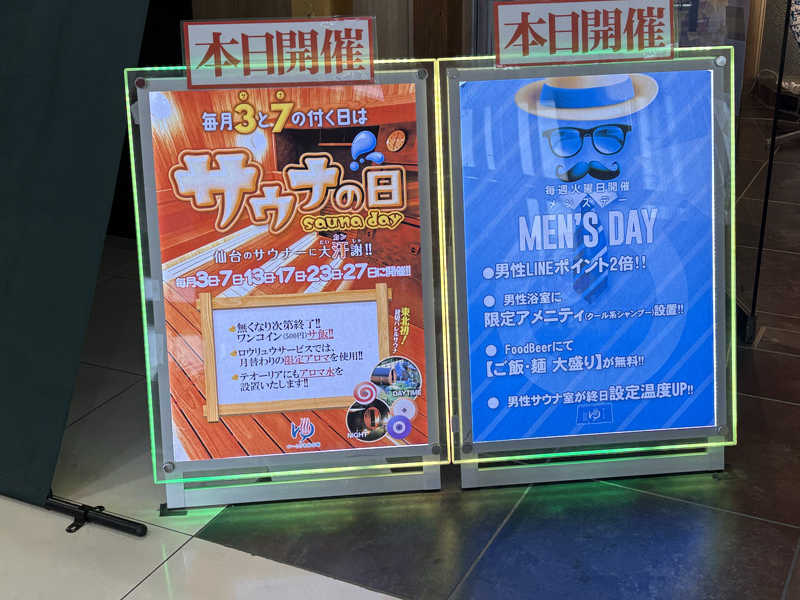 本日開催
毎月3と7の付く日は
サウナの日
sauna day
仙台のサウナーに大汗謝!!
毎月3日・7日・13日・17日・23日・27日に開催!!
無くなり次第終了!!
ワンコイン(500円)サ飯!!
ロウリュウサービスでは、
月替わりの限定アロマを使用!!
テオーリアにもアロマ水を
設置いたします!!
東北初!
DAYTIME
NIGHT
本日開催
毎週火曜日開催
メンズデー
MEN'S DAY
●男性LINEポイント2倍!!
● 男性浴室に
限定アメニティ(クール系シャンプー)設置!!
● FoodBeerにて
【ご飯・麺 大盛り】が無料!!
● 男性サウナ室が終日設定温度UP!!